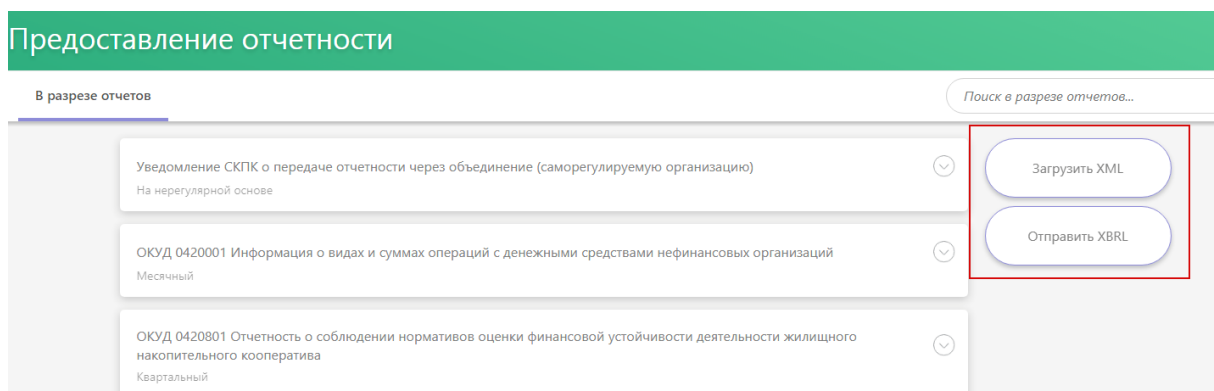 Предоставление отчетности
В разрезе отчетов
Поиск в разрезе отчетов...
Уведомление СКПК о передаче отчетности через объединение (саморегулируемую организацию)
На нерегулярной основе
Загрузить XML
Отправить XBRL
ОКУД 0420001 Информация о видах и суммах операций с денежными средствами нефинансовых организаций
Месячный
ОКУД 0420801 Отчетность о соблюдении нормативов оценки финансовой устойчивости деятельности жилищного
накопительного кооператива
Квартальный